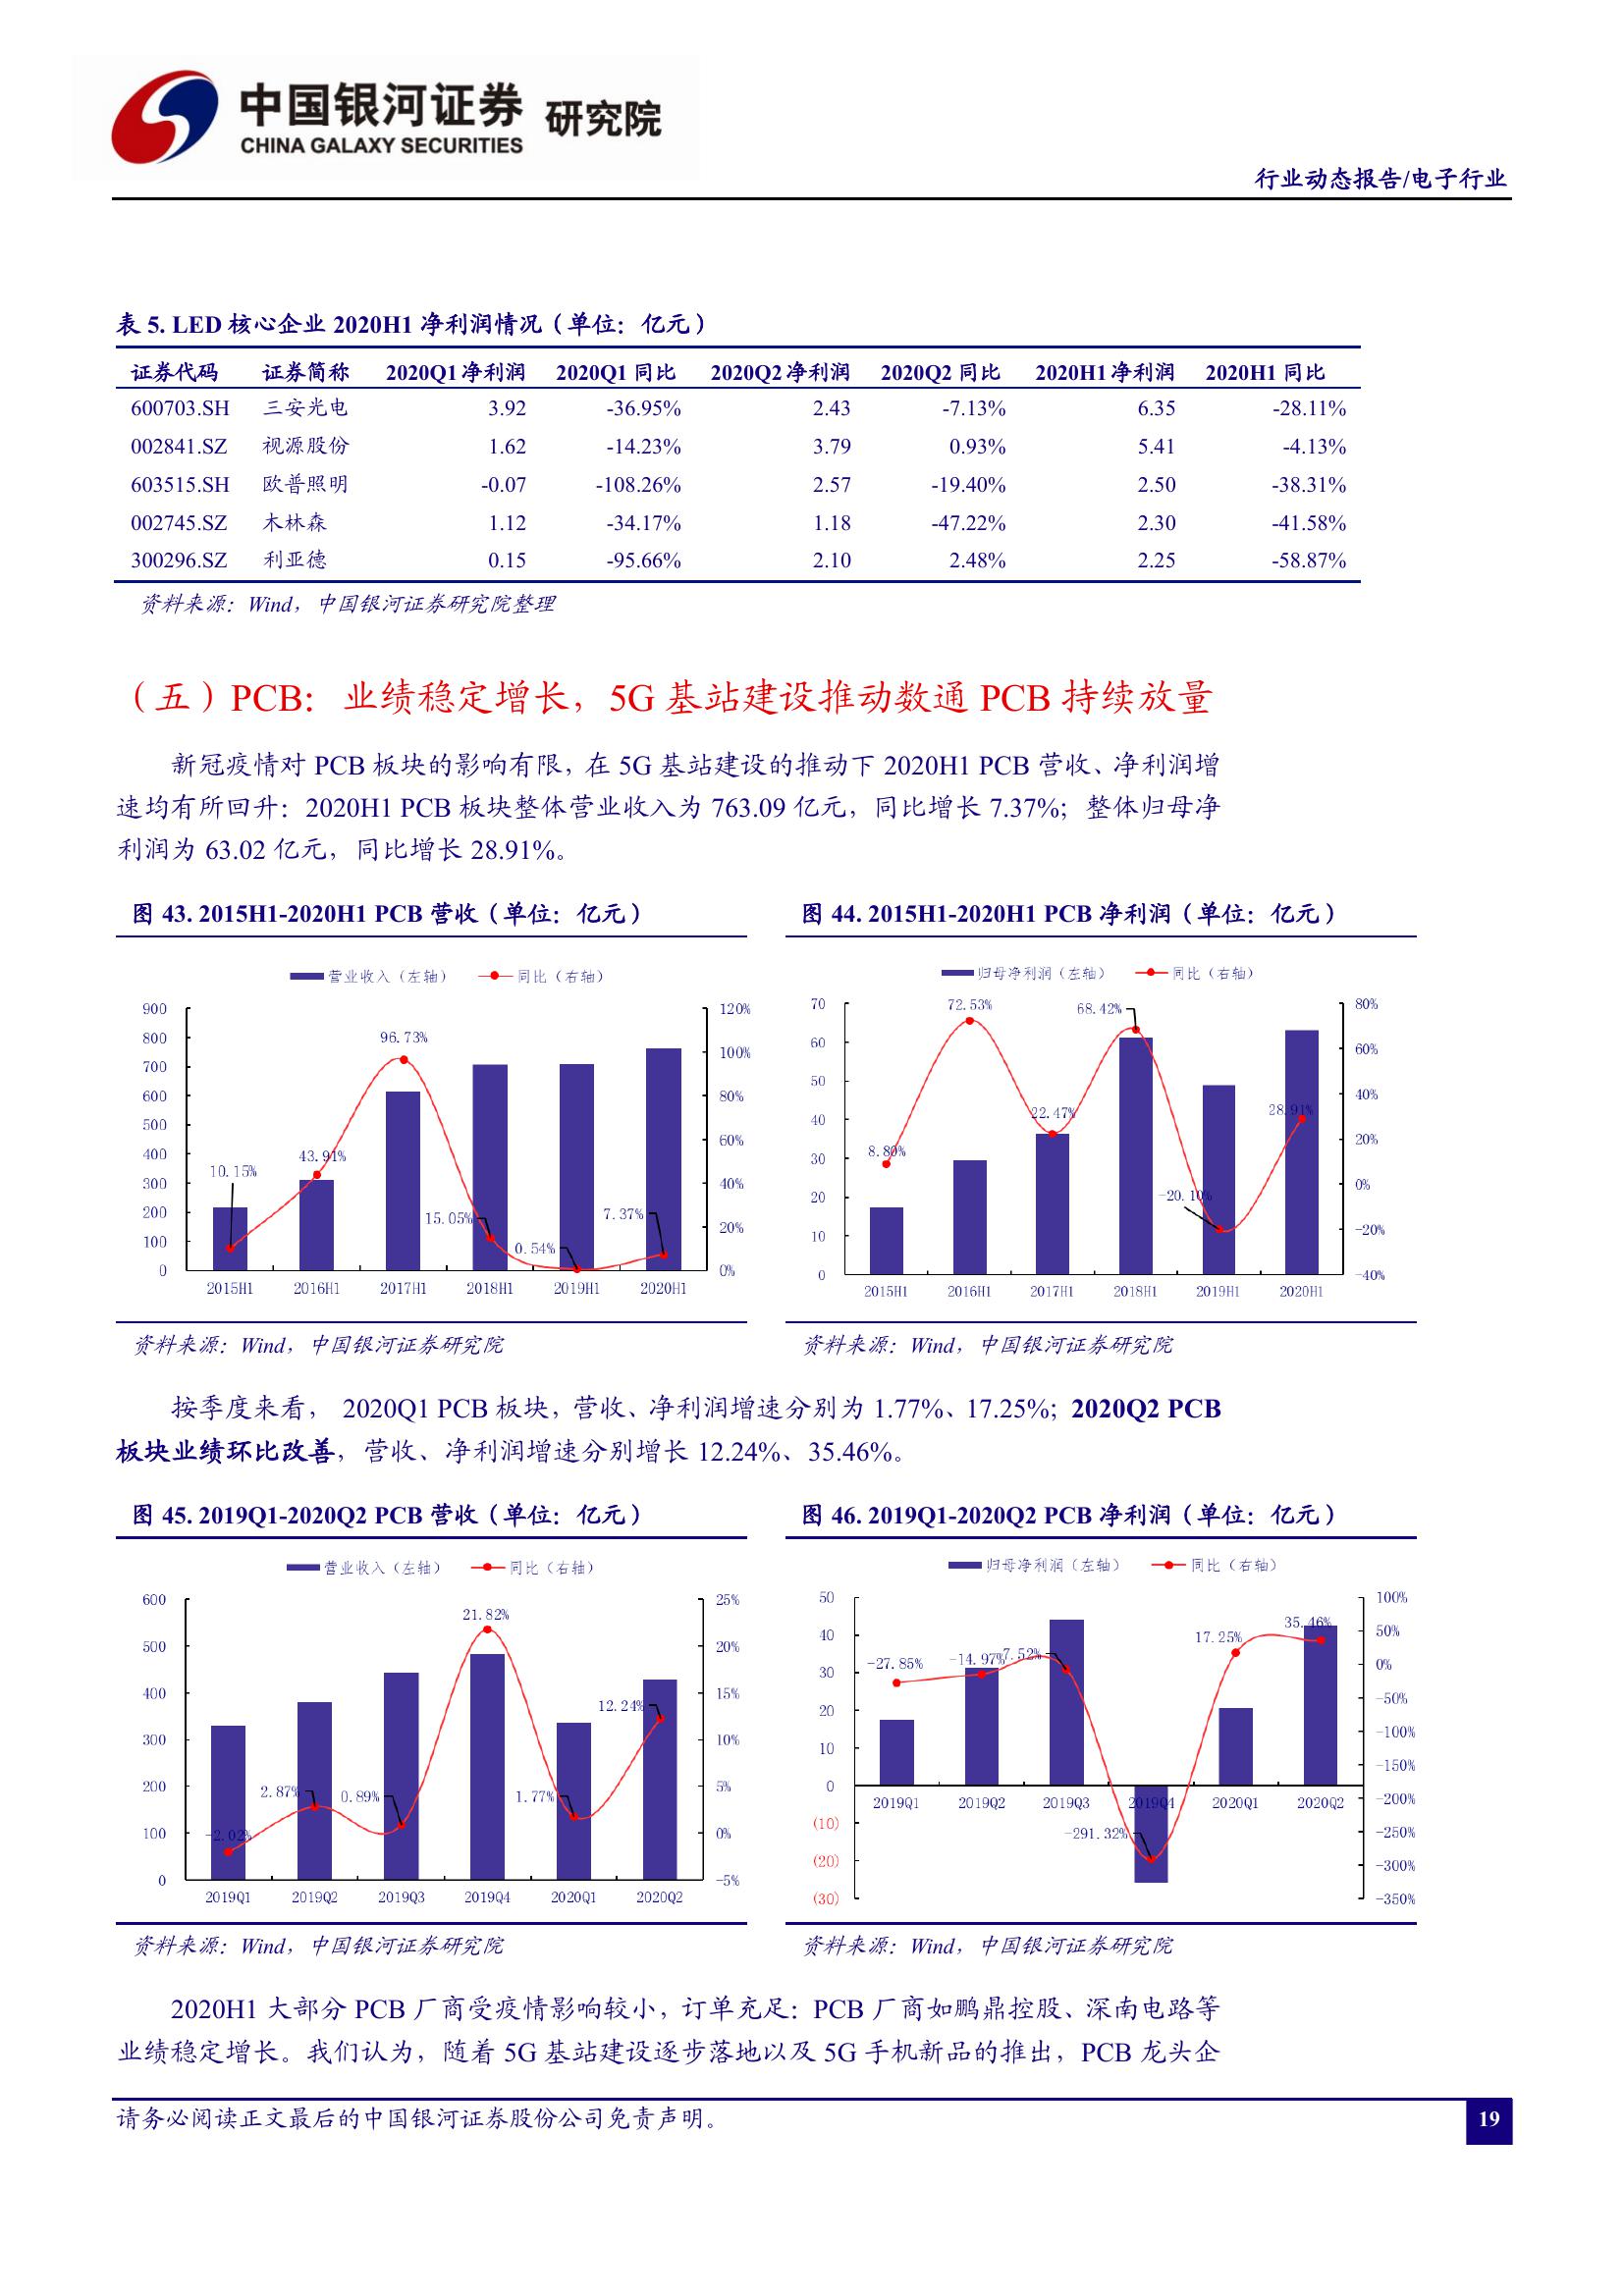 中国银河证券 研究院
CHINA GALAXY SECURITIES
行业动态报告/电子行业
表 5. LED 核心企业 2020H1 净利润情况（单位：亿元）
证券代码 证券简称 2020Q1净利润 2020Q1 同比 2020Q2净利润 2020Q2 同比 2020H1净利润 2020H1 同比
600703.SH 三安光电 3.92 -36.95% 2.43 -7.13% 6.35 -28.11%
002841.SZ 视源股份 1.62 -14.23% 3.79 0.93% 5.41 -4.13%
603515.SH 欧普照明 -0.07 -108.26% 2.57 -19.40% 2.50 -38.31%
002745.SZ 木林森 1.12 -34.17% 1.18 -47.22% 2.30 -41.58%
300296.SZ 利亚德 0.15 -95.66% 2.10 2.48% 2.25 -58.87%
资料来源：Wind，中国银河证券研究院整理
（五）PCB：业绩稳定增长，5G 基站建设推动数通 PCB 持续放量
新冠疫情对 PCB 板块的影响有限，在 5G 基站建设的推动下 2020H1 PCB 营收、净利润增
速均有所回升：2020H1 PCB 板块整体营业收入为 763.09 亿元，同比增长 7.37%；整体归母净
利润为 63.02 亿元，同比增长 28.91%。
图 43. 2015H1-2020H1 PCB 营收（单位：亿元）
营业收入（左轴） 同比（右轴）
900 120%
800
700 100%
600 80%
500 60%
400
300 40%
200 20%
100
0 0%
10.15% 43.91% 96.73% 15.05% 0.54% 7.37%
2015H1 2016H1 2017H1 2018H1 2019H1 2020H1
资料来源：Wind，中国银河证券研究院
图 44. 2015H1-2020H1 PCB 净利润（单位：亿元）
归母净利润（左轴） 同比（右轴）
70 80%
60 60%
50 40%
40 20%
30 0%
20 -20%
10
0 -40%
8.80% 72.53% 22.47% 68.42% -20.10% 28.91%
2015H1 2016H1 2017H1 2018H1 2019H1 2020H1
资料来源：Wind，中国银河证券研究院
按季度来看， 2020Q1 PCB 板块，营收、净利润增速分别为 1.77%、17.25%；2020Q2 PCB
板块业绩环比改善，营收、净利润增速分别增长 12.24%、35.46%。
图 45. 2019Q1-2020Q2 PCB 营收（单位：亿元）
营业收入（左轴） 同比（右轴）
600 25%
500 20%
400 15%
300 10%
200 5%
100 0%
0 -5%
-2.02% 2.87% 0.89% 21.82% 1.77% 12.24%
2019Q1 2019Q2 2019Q3 2019Q4 2020Q1 2020Q2
资料来源：Wind，中国银河证券研究院
图 46. 2019Q1-2020Q2 PCB 净利润（单位：亿元）
归母净利润（左轴） 同比（右轴）
50 100%
40 50%
30 0%
20 -50%
10 -100%
0 -150%
(10) -200%
(20) -250%
(30) -300%
-350%
-27.85% -14.97% -7.52% -291.32% 17.25% 35.46%
2019Q1 2019Q2 2019Q3 2019Q4 2020Q1 2020Q2
资料来源：Wind，中国银河证券研究院
2020H1 大部分 PCB 厂商受疫情影响较小，订单充足：PCB 厂商如鹏鼎控股、深南电路等
业绩稳定增长。我们认为，随着 5G 基站建设逐步落地以及 5G 手机新品的推出，PCB 龙头企
请务必阅读正文最后的中国银河证券股份公司免责声明。
19